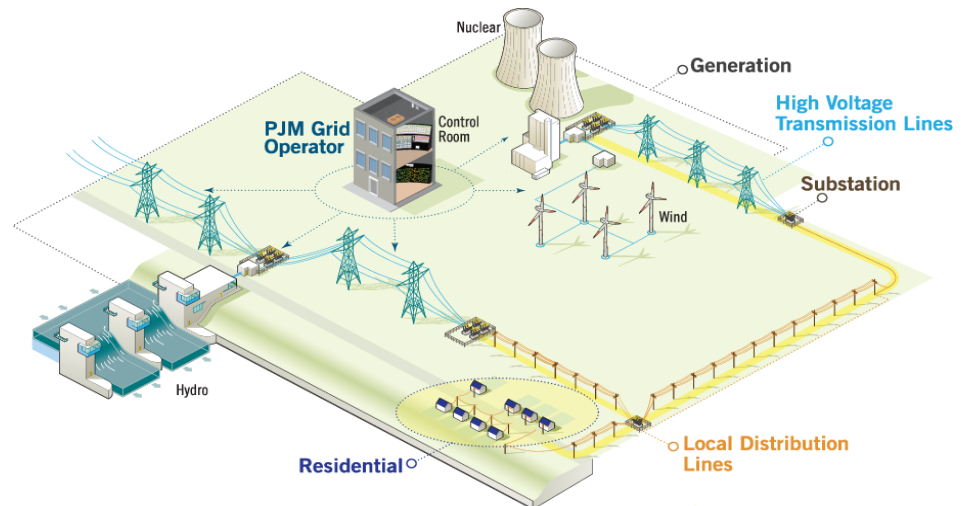 Nuclear
Generation
High Voltage
Transmission Lines
PJM Grid
Operator
Control
Room
Substation
Wind
Hydro
Local Distribution
Lines
Residential